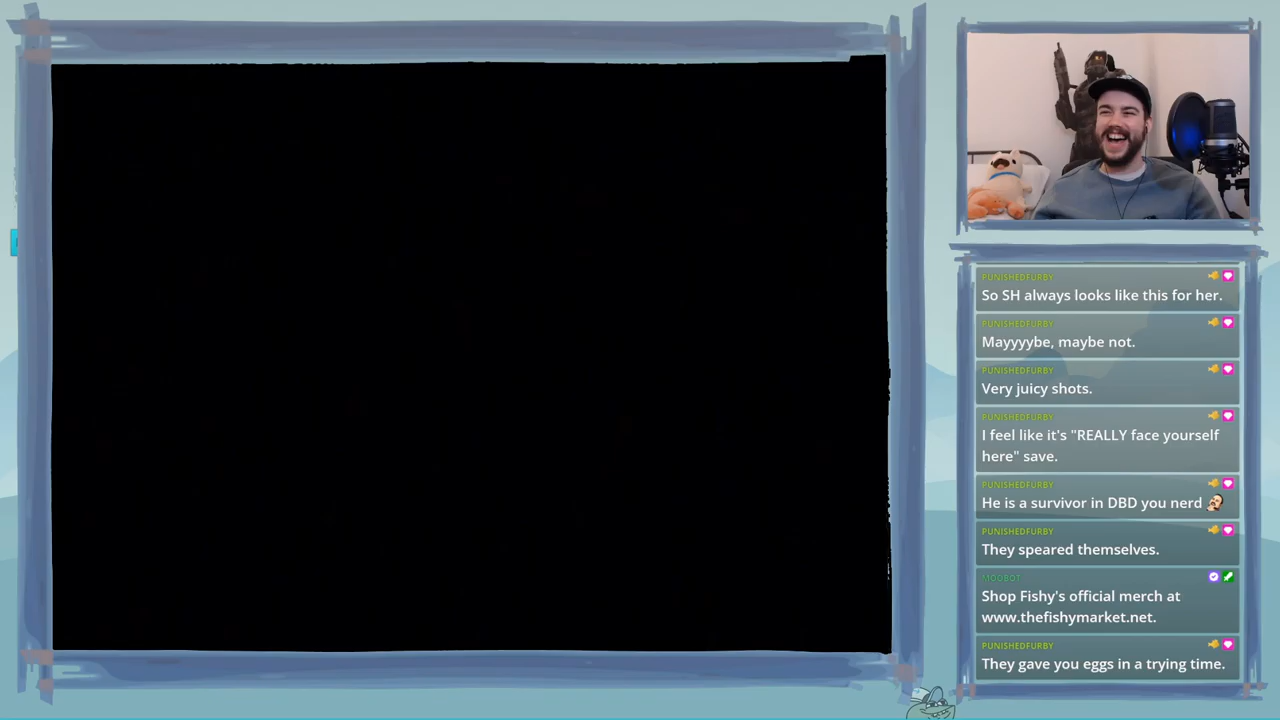 PUNISHEDFURBY
So SH always looks like this for her.
PUNISHEDFURBY
Mayyyybe, maybe not.
PUNISHEDFURBY
Very juicy shots.
PUNISHEDFURBY
I feel like it's "REALLY face yourself
here" save.
PUNISHEDFURBY
He is a survivor in DBD you nerd
PUNISHEDFURBY
They speared themselves.
MOOBOT
Shop Fishy's official merch at
www.thefishymarket.net.
PUNISHEDFURBY
They gave you eggs in a trying time.